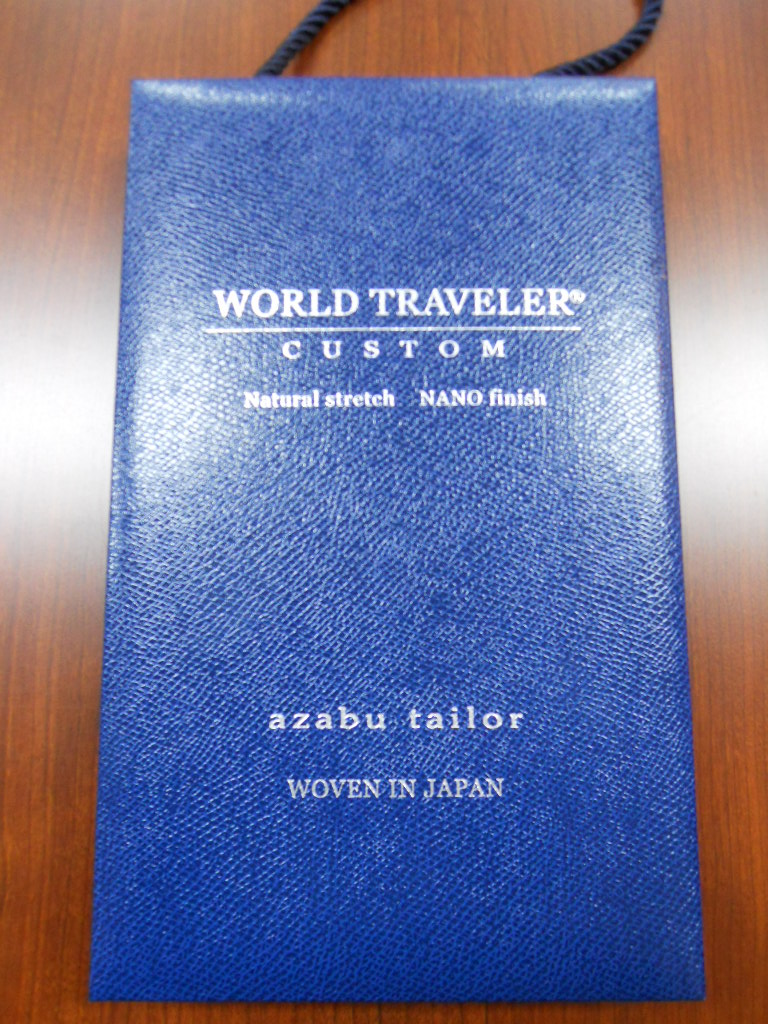 WORLD TRAVELER®
CUSTOM
Natural stretch NANO finish
azabu tailor
WOVEN IN JAPAN